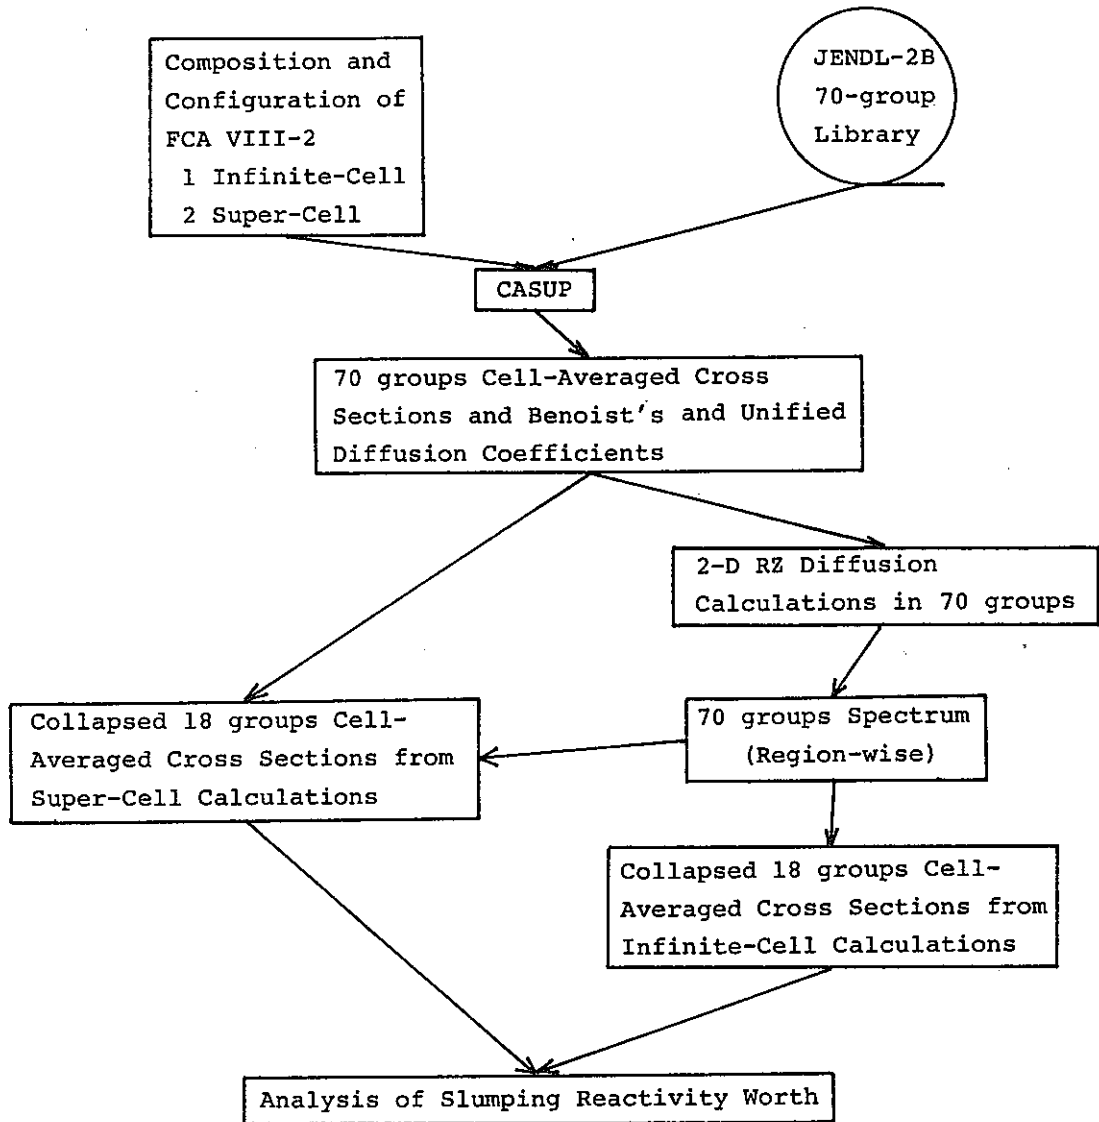 Composition and
Configuration of
FCA VIII-2
1 Infinite-Cell
2 Super-Cell
JENDL-2B
70-group
Library
CASUP
70 groups Cell-Averaged Cross
Sections and Benoist's and Unified
Diffusion Coefficients
2-D RZ Diffusion
Calculations in 70 groups
Collapsed 18 groups Cell-
Averaged Cross Sections from
Super-Cell Calculations
70 groups Spectrum
(Region-wise)
Collapsed 18 groups Cell-
Averaged Cross Sections from
Infinite-Cell Calculations
Analysis of Slumping Reactivity Worth